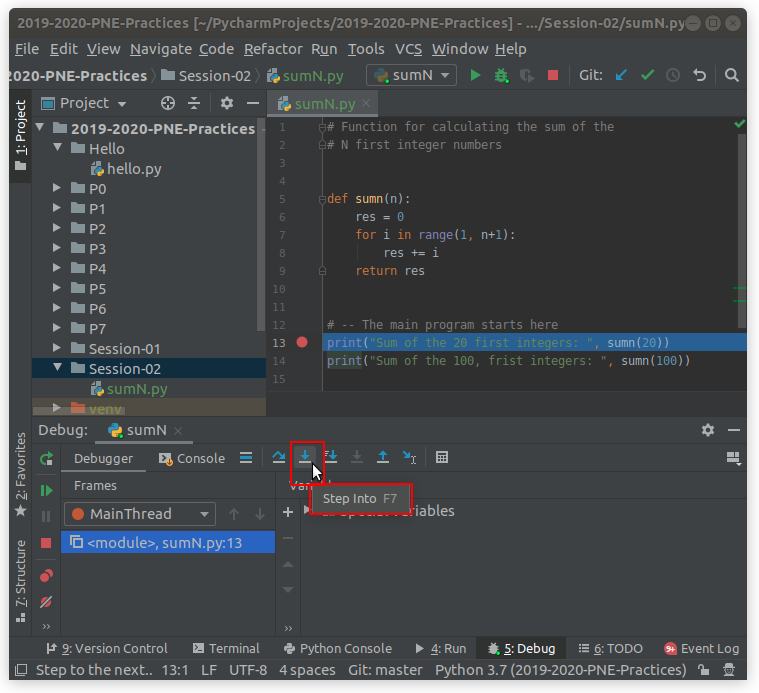 2019-2020-PNE-Practices [~/PycharmProjects/2019-2020-PNE-Practices] - .../Session-02/sumN.py
File Edit View Navigate Code Refactor Run Tools VCS Window Help
2020-PNE-Practices Session-02 sumN.py sumN Git:
1: Project
Project
sumN.py
2019-2020-PNE-Practices
Hello
hello.py
P0
P1
P2
P3
P4
P5
P6
P7
Session-01
Session-02
sumN.py
venv
1 # Function for calculating the sum of the
2 # N first integer numbers
3
4
5 def sumn(n):
6 res = 0
7 for i in range(1, n+1):
8 res += i
9 return res
10
11
12 # -- The main program starts here
13 print("Sum of the 20 first integers: ", sumn(20))
14 print("Sum of the 100, frist integers: ", sumn(100))
15
2: Favorites
7: Structure
Debug: sumN
Debugger Console
Frames
Step Into F7
MainThread
Special Variables
<module>, sumN.py:13
9: Version Control Terminal Python Console 4: Run 5: Debug 6: TODO 9+ Event Log
Step to the next.. 13:1 LF UTF-8 4 spaces Git: master Python 3.7 (2019-2020-PNE-Practices)